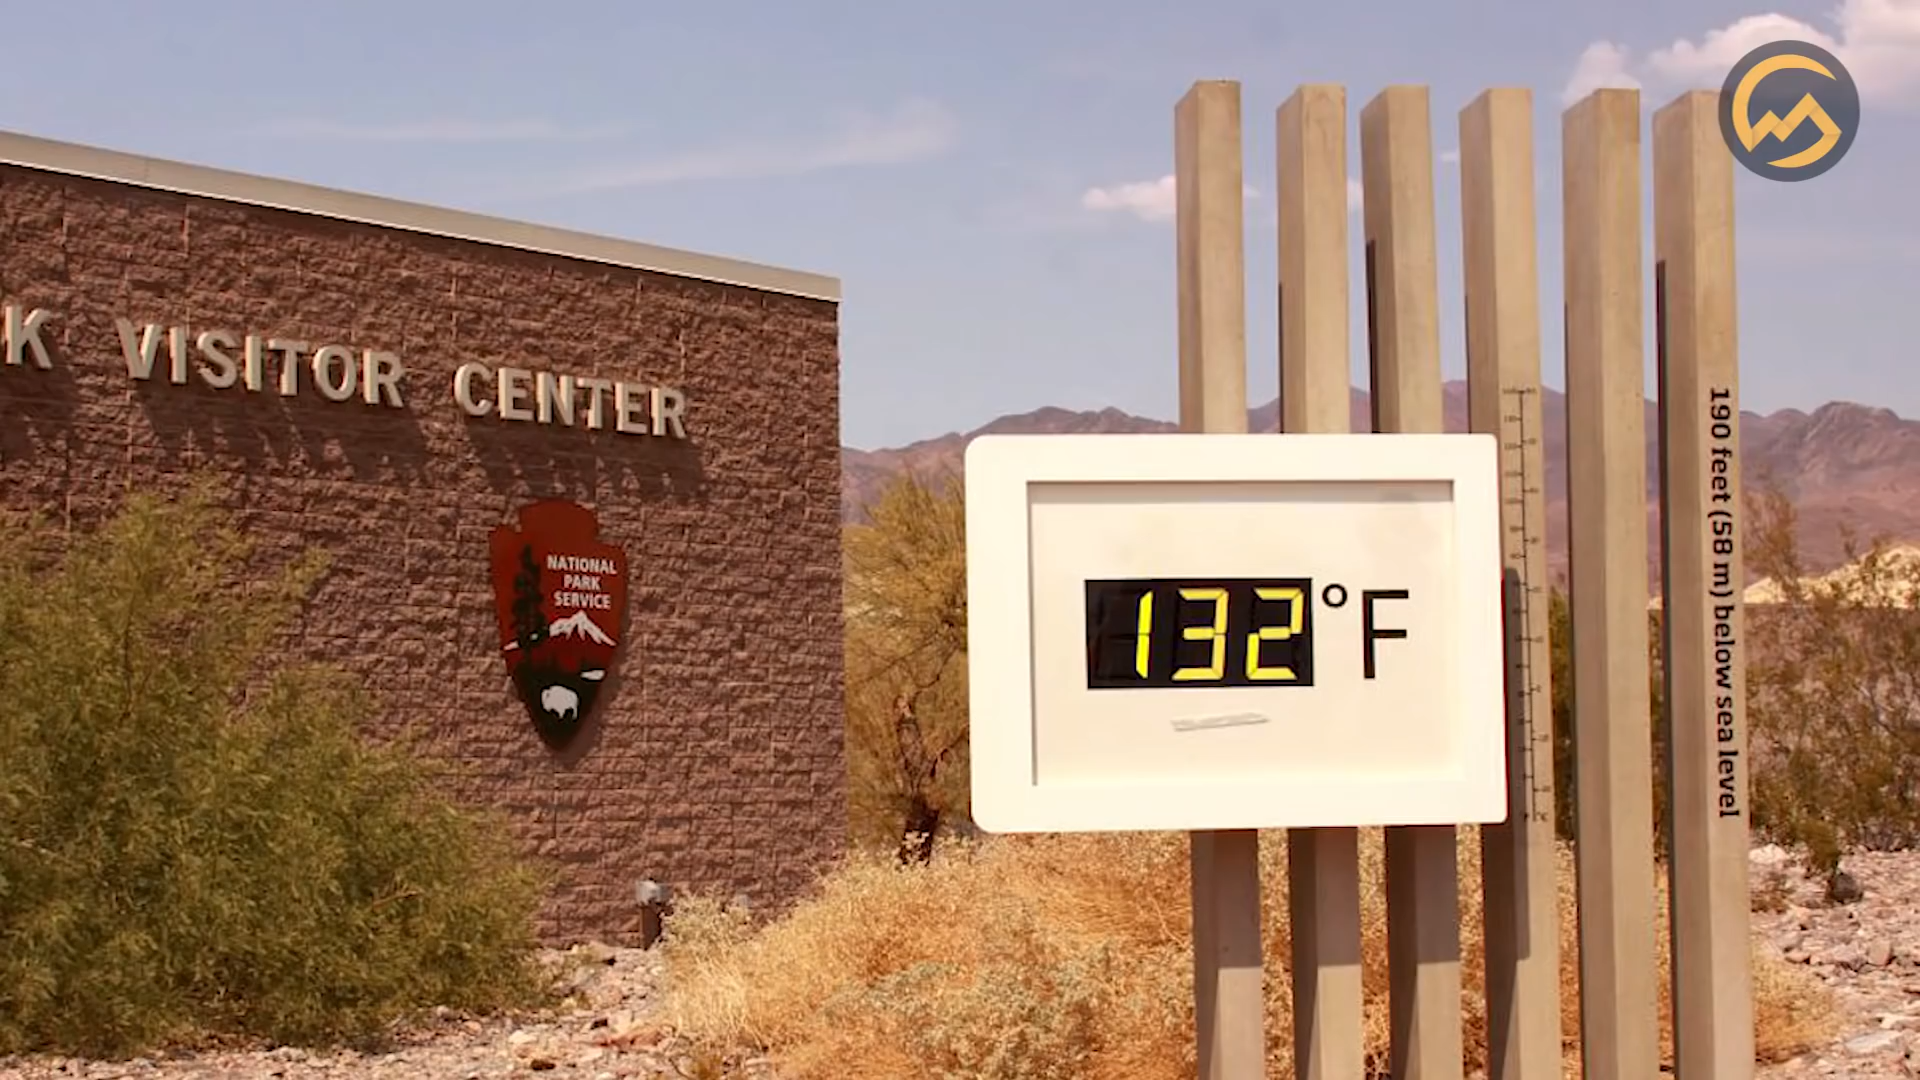 K VISITOR CENTER
NATIONAL
PARK
SERVICE
132°F
190 feet (58 m) below sea level